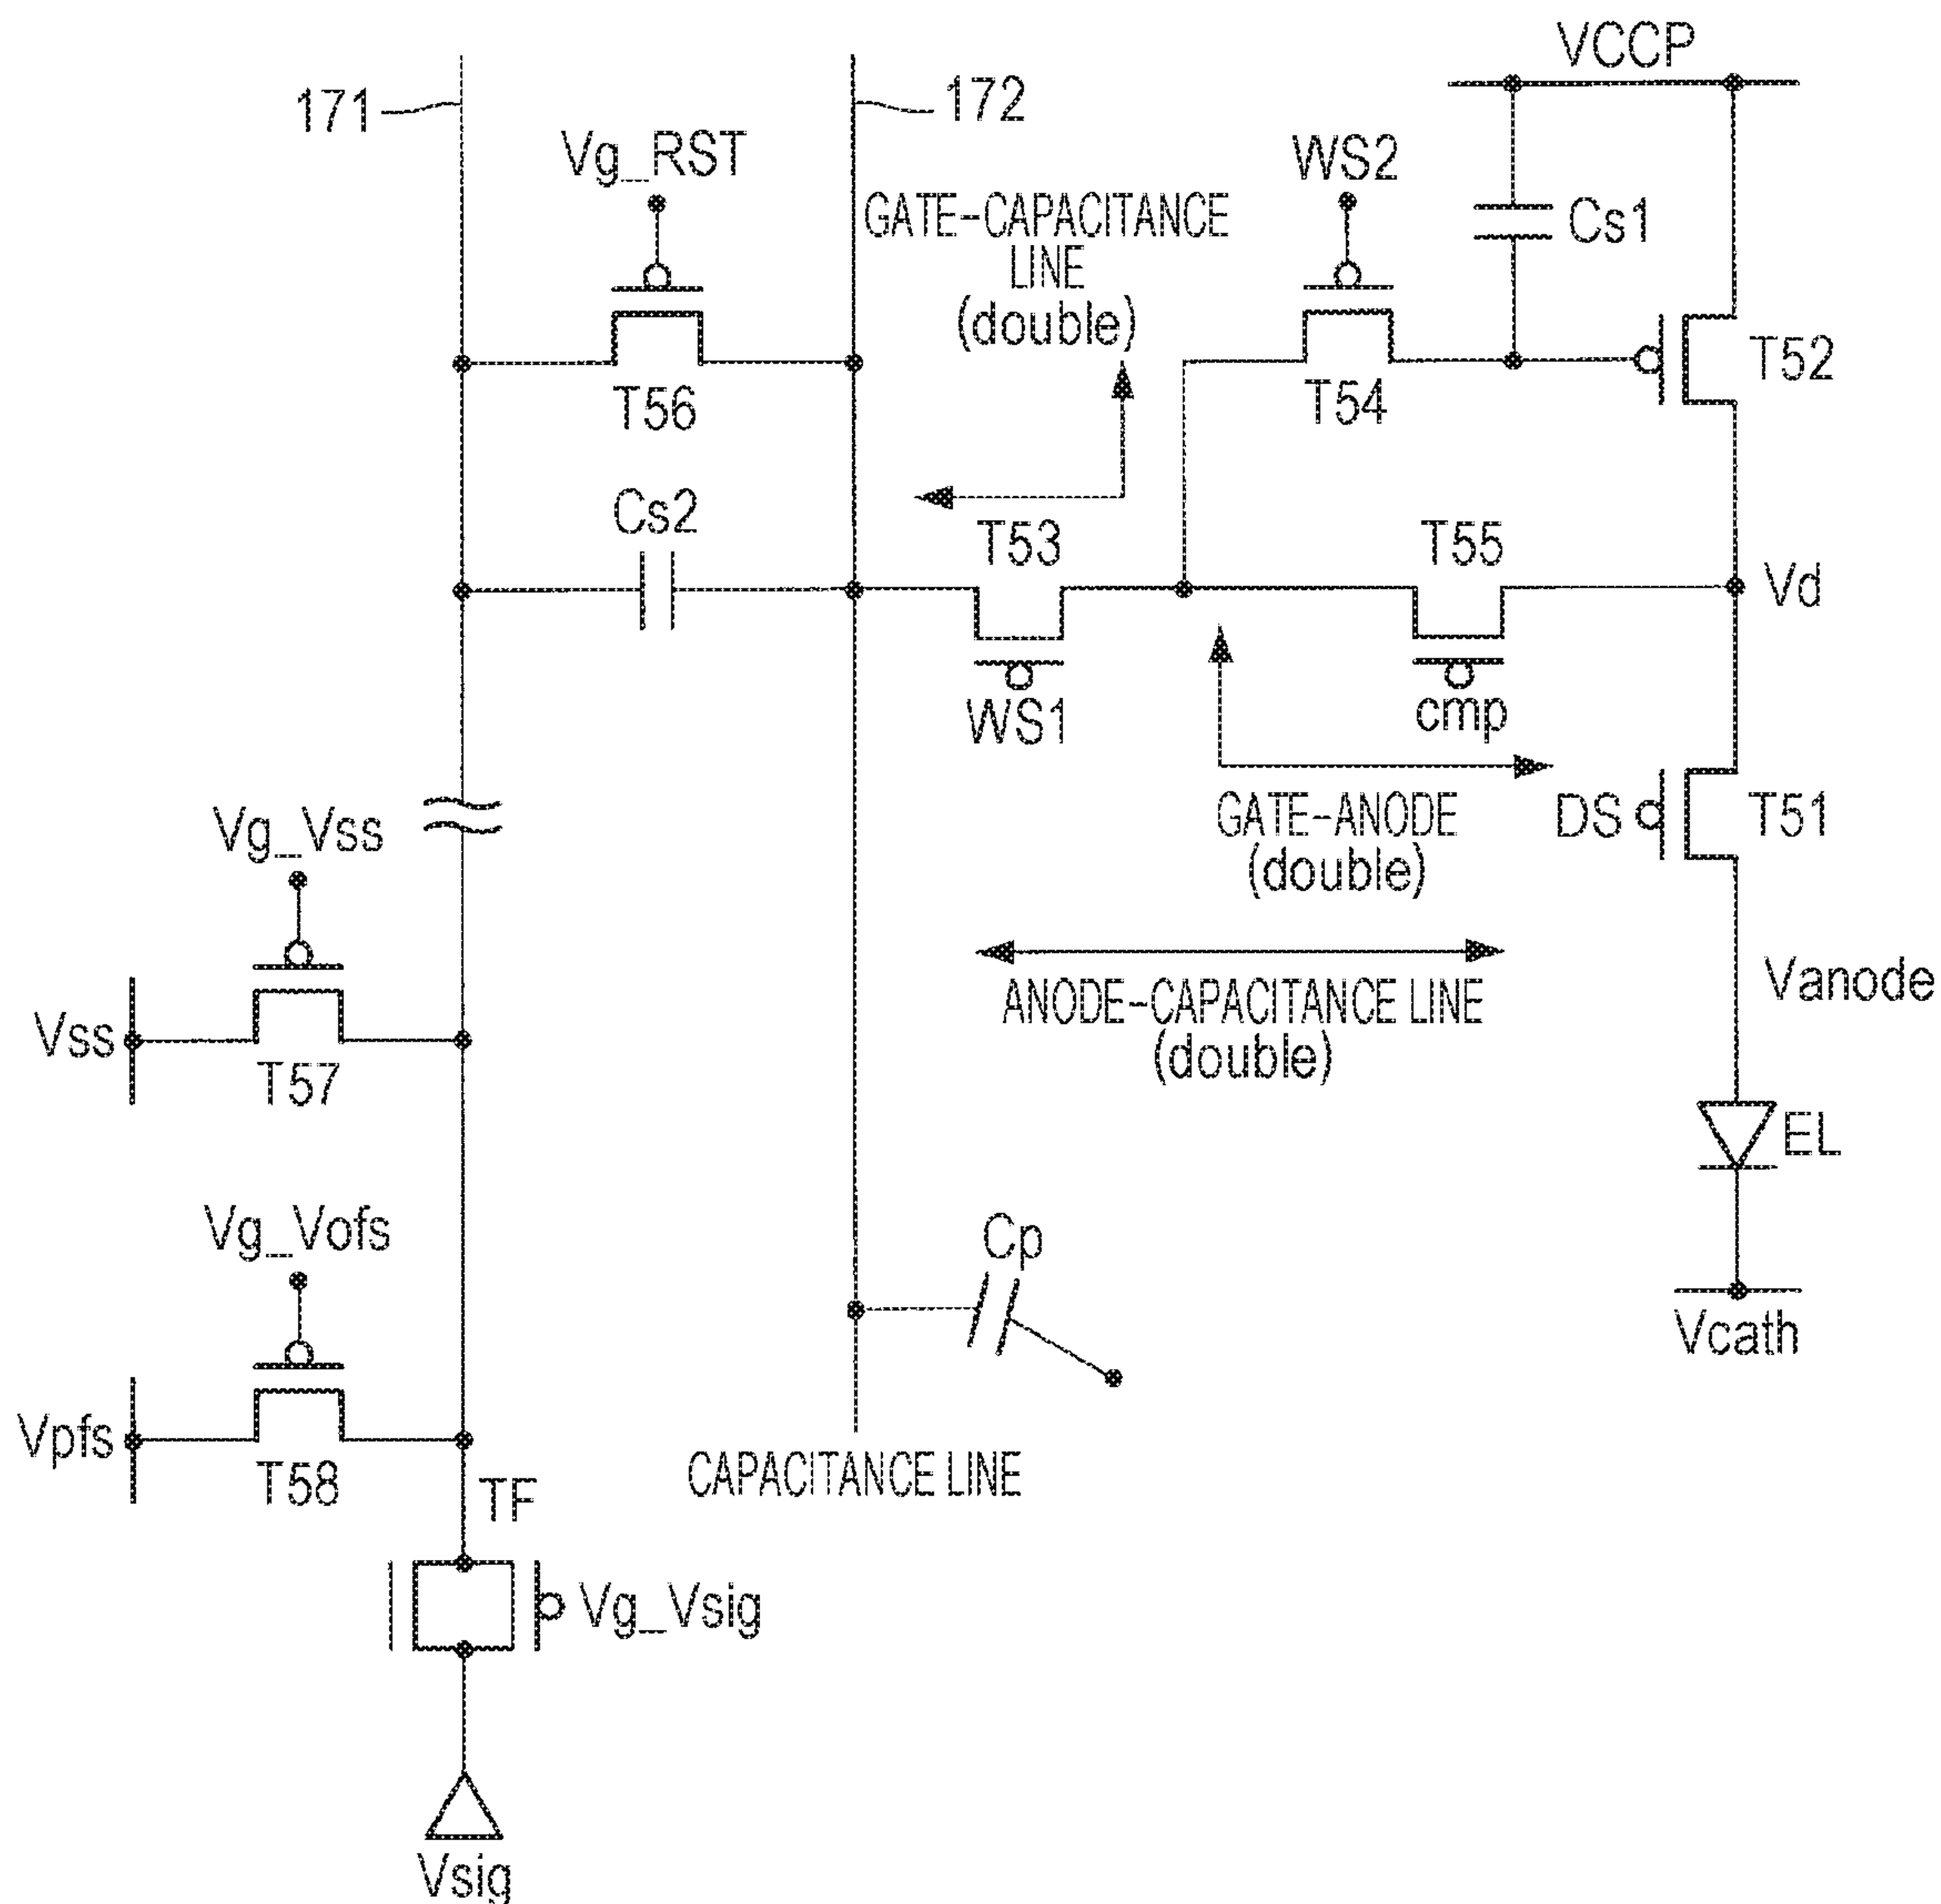 VCCP
171
172
Vg_RST
WS2
GATE-CAPACITANCE
LINE
(double)
Cs1
T56
T54
T52
Cs2
T53
T55
Vd
WS1
cmp
Vg_Vss
GATE-ANODE
(double)
DS
T51
Vss
T57
ANODE-CAPACITANCE LINE
(double)
Vanode
EL
Vg_Vofs
Cp
Vcath
Vpfs
T58
TF
CAPACITANCE LINE
Vg_Vsig
Vsig